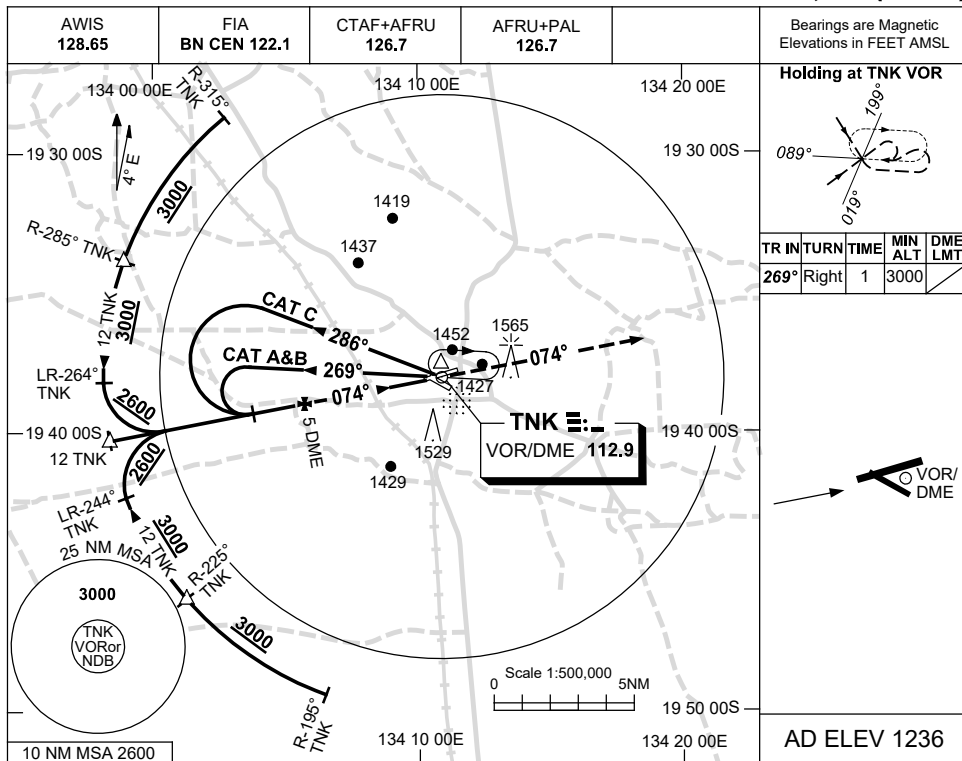 AWIS
128.65
FIA
BN CEN 122.1
CTAF+AFRU
126.7
AFRU+PAL
126.7
Bearings are Magnetic
Elevations in FEET AMSL
134 00 00E
134 10 00E
134 20 00E
R-315°
TNK
4° E
19 30 00S
19 30 00S
3000
1419
R-285° TNK
1437
12 TNK
3000
CAT C
286°
1452
1565
CAT A&B
269°
074°
074°
1427
LR-264°
TNK
2600
5 DME
19 40 00S
19 40 00S
12 TNK
2600
1529
1429
TNK
VOR/DME 112.9
LR-244°
TNK
3000
12 TNK
R-225°
TNK
25 NM MSA
3000
TNK
VORor
NDB
3000
Scale 1:500,000
0
5NM
R-195°
TNK
19 50 00S
134 10 00E
134 20 00E
10 NM MSA 2600
Holding at TNK VOR
199°
089°
019°
TR IN TURN TIME MIN ALT DME LMT
269° Right 1 3000
VOR/
DME
AD ELEV 1236